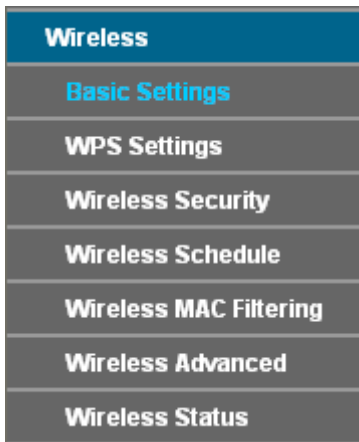 Wireless
Basic Settings
WPS Settings
Wireless Security
Wireless Schedule
Wireless MAC Filtering
Wireless Advanced
Wireless Status